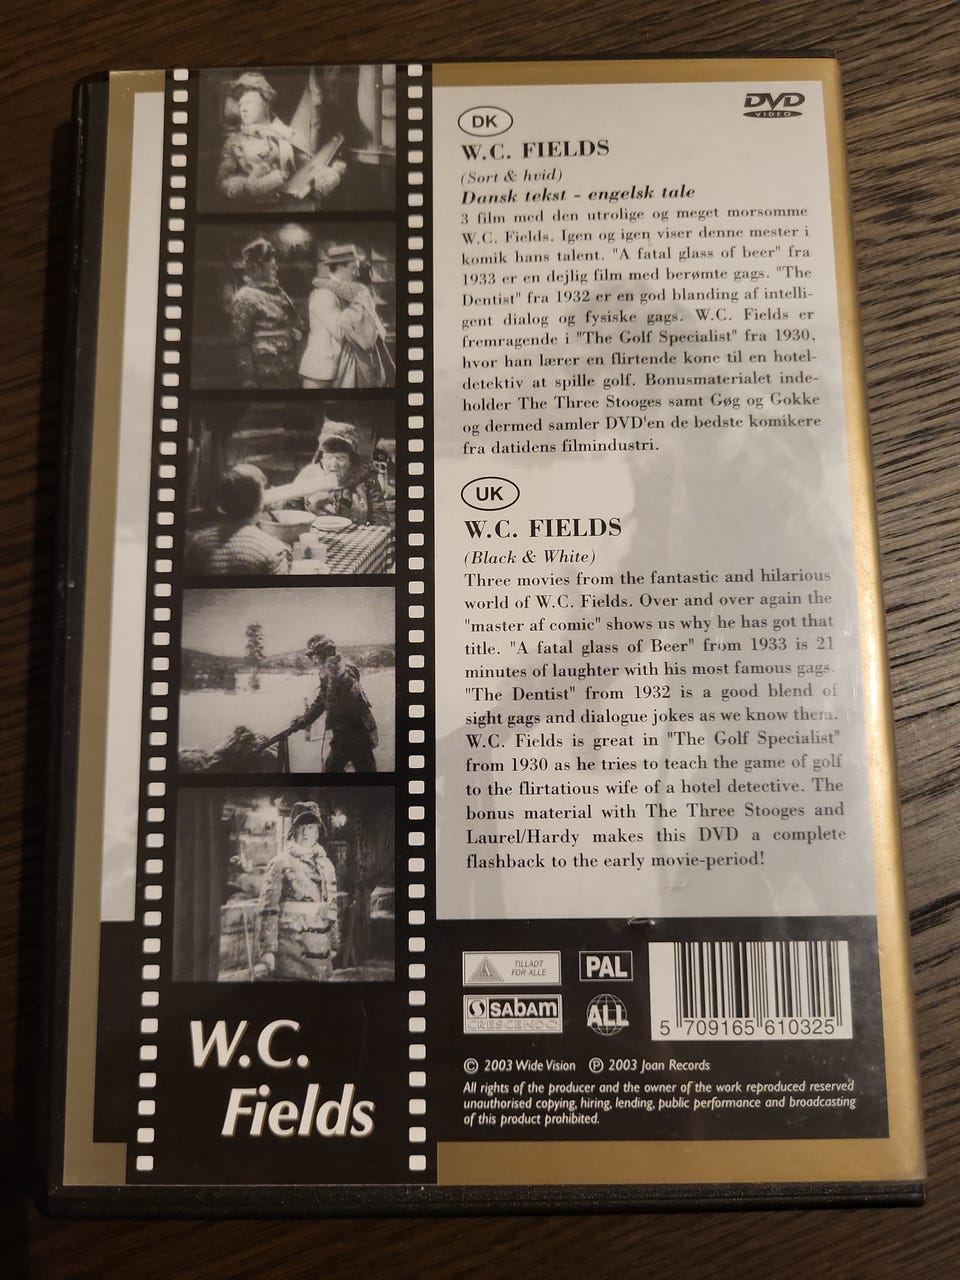 DVD
VIDEO
DK
W.C. FIELDS
(Sort & hvid)
Dansk tekst - engelsk tale
3 film med den utrolige og meget morsomme
W.C. Fields. Igen og igen viser denne mester i
komik hans talent. "A fatal glass of beer" fra
1933 er en dejlig film med berømte gags. "The
Dentist" fra 1932 er en god blanding af intelli-
gent dialog og fysiske gags. W.C. Fields er
fremragende i "The Golf Specialist" fra 1930,
hvor han lærer en flirtende kone til en hotel-
detektiv at spille golf. Bonusmaterialet inde-
holder The Three Stooges samt Gøg og Gokke
og dermed samler DVD'en de bedste komikere
fra datidens filmindustri.
UK
W.C. FIELDS
(Black & White)
Three movies from the fantastic and hilarious
world of W.C. Fields. Over and over again the
"master af comic" shows us why he has got that
title. "A fatal glass of Beer" from 1933 is 21
minutes of laughter with his most famous gags.
"The Dentist" from 1932 is a good blend of
sight gags and dialogue jokes as we know them.
W.C. Fields is great in "The Golf Specialist"
from 1930 as he tries to teach the game of golf
to the flirtatious wife of a hotel detective. The
bonus material with The Three Stooges and
Laurel/Hardy makes this DVD a complete
flashback to the early movie-period!
TILLADT
FOR ALLE
PAL
sabam
CRESCENDO
ALL
5 709165 610325
© 2003 Wide Vision ℗ 2003 Joan Records
All rights of the producer and the owner of the work reproduced reserved
unauthorised copying, hiring, lending, public performance and broadcasting
of this product prohibited.
W.C.
Fields